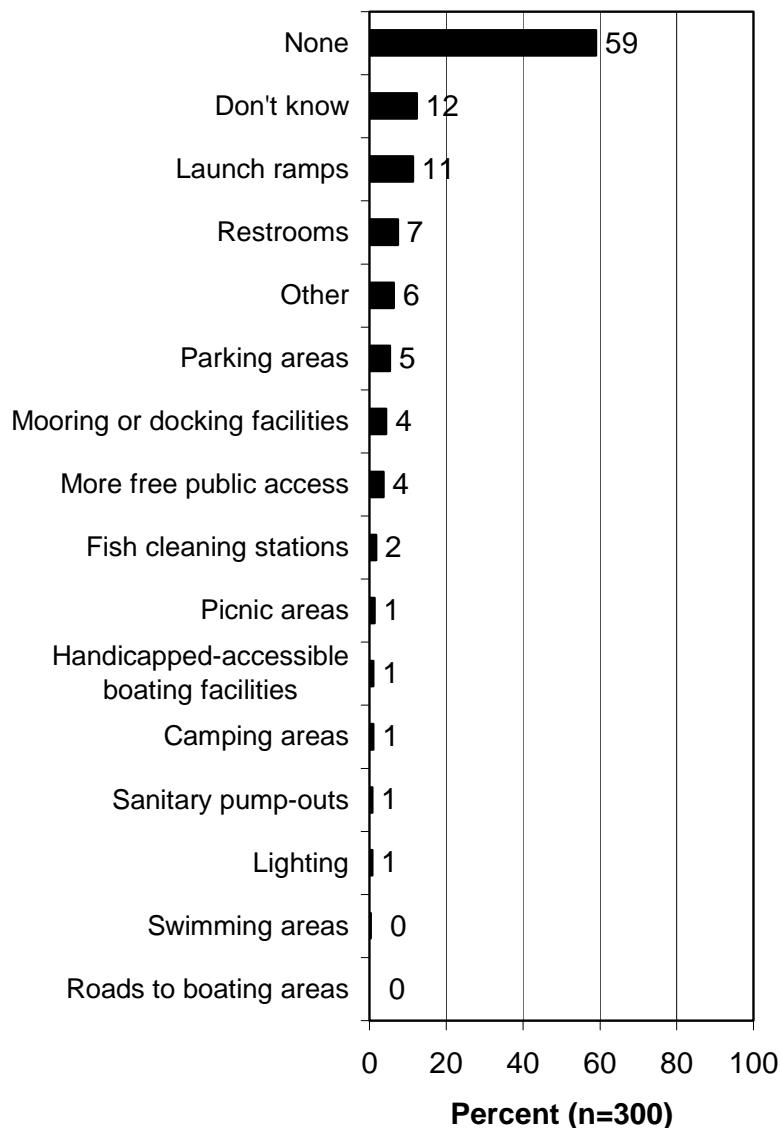 None 59
Don't know 12
Launch ramps 11
Restrooms 7
Other 6
Parking areas 5
Mooring or docking facilities 4
More free public access 4
Fish cleaning stations 2
Picnic areas 1
Handicapped-accessible
boating facilities 1
Camping areas 1
Sanitary pump-outs 1
Lighting 1
Swimming areas 0
Roads to boating areas 0
0 20 40 60 80 100
Percent (n=300)